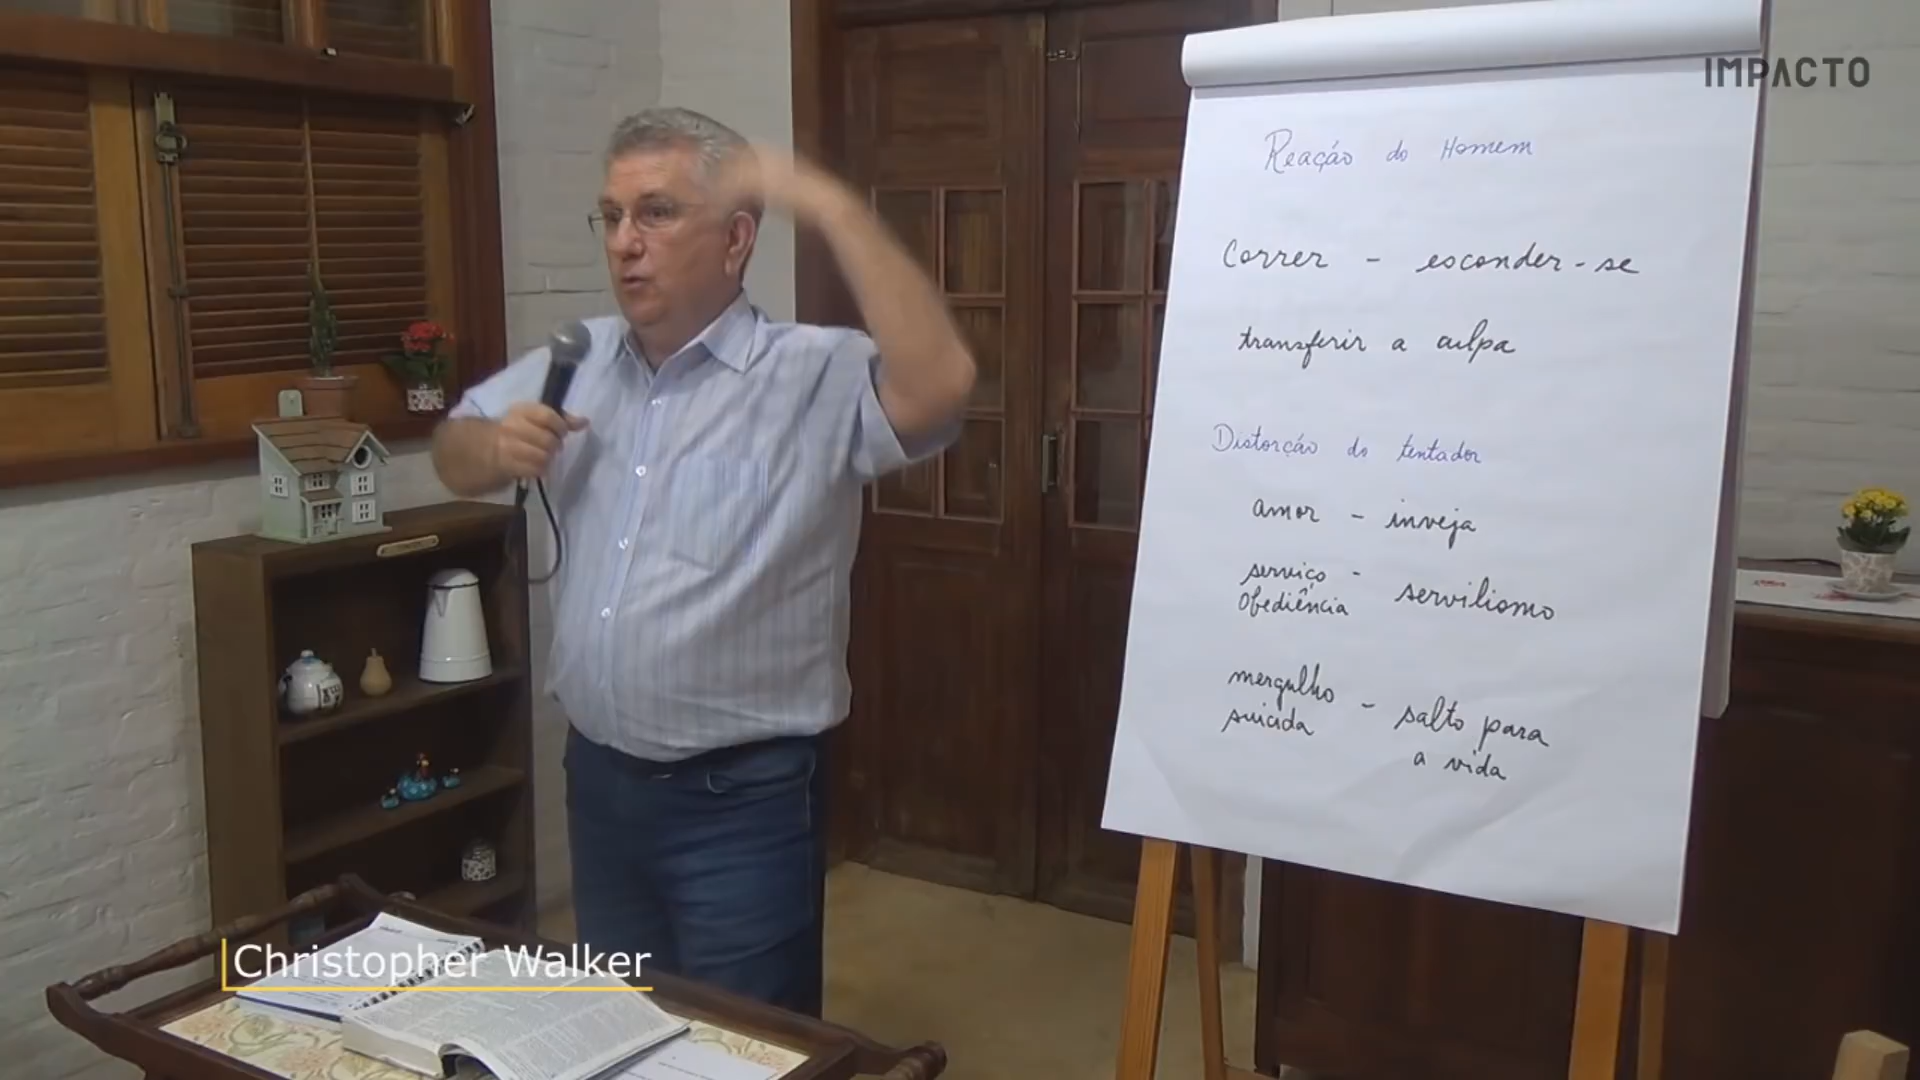 IMPACTO
Reação do Homem
Correr - esconder-se
transferir a culpa
Distorção do tentador
amor - inveja
serviço -
obediência
servilismo
mergulho
suicida
- salto para
a vida
Christopher Walker